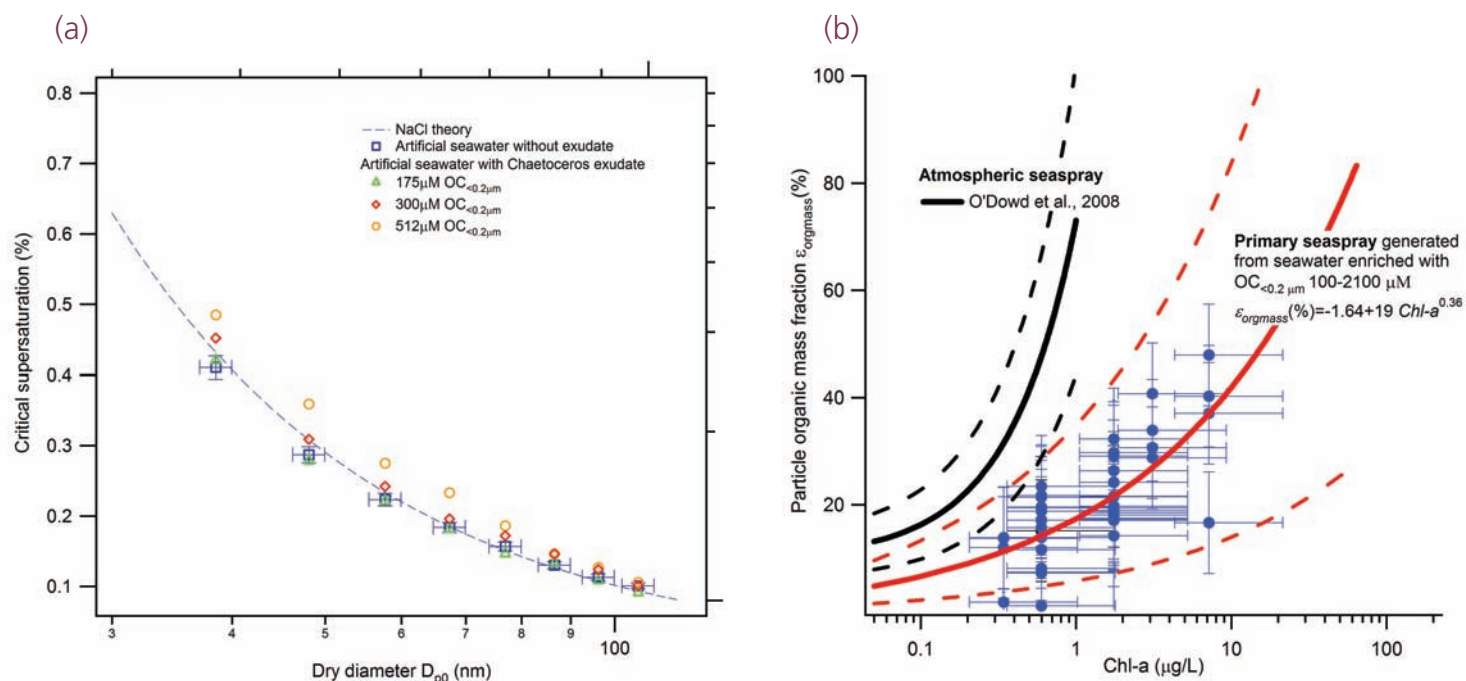 (a)
0.8
0.7
0.6
0.5
0.4
0.3
0.2
0.1
Critical supersaturation (%)
NaCl theory
Artificial seawater without exudate
Artificial seawater with Chaetoceros exudate
175μM OC<0.2μm
300μM OC<0.2μm
512μM OC<0.2μm
3
4
5
6
7
8
9
100
Dry diameter Dp0 (nm)
(b)
100
80
60
40
20
Particle organic mass fraction εorgmass(%)
Atmospheric seaspray
O'Dowd et al., 2008
Primary seaspray generated
from seawater enriched with
OC<0.2 μm 100-2100 μM
εorgmass(%)=-1.64+19 Chl-a^0.36
0.1
1
10
100
Chl-a (μg/L)